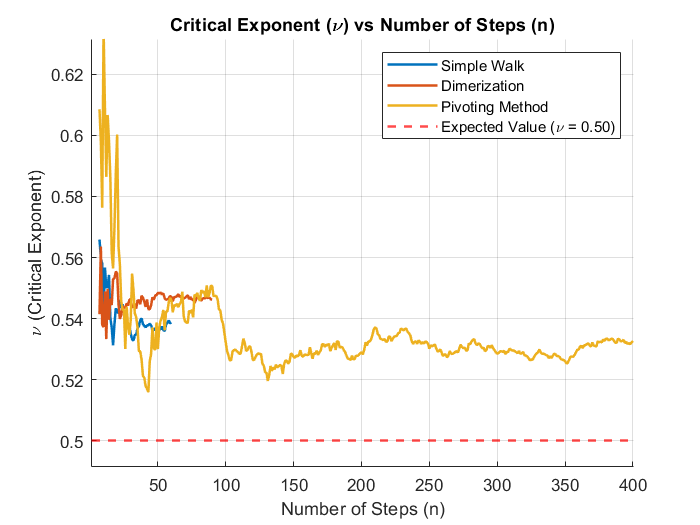 Critical Exponent (ν) vs Number of Steps (n)
Simple Walk
Dimerization
Pivoting Method
Expected Value (ν = 0.50)
ν (Critical Exponent)
0.62
0.6
0.58
0.56
0.54
0.52
0.5
50 100 150 200 250 300 350 400
Number of Steps (n)